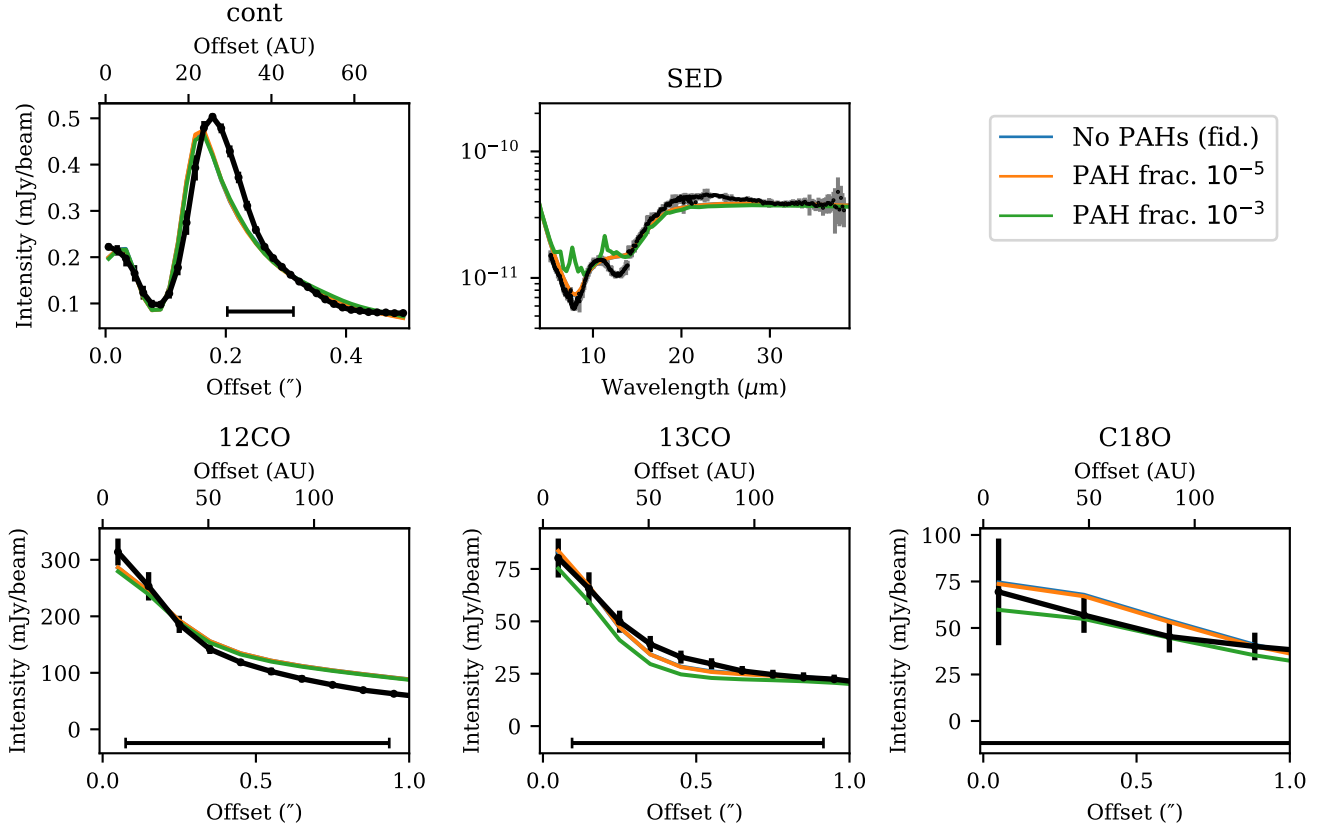 cont
Offset (AU)
0 20 40 60
Intensity (mJy/beam)
0.5
0.4
0.3
0.2
0.1
0.0 0.2 0.4
Offset (″)
SED
10⁻¹⁰
10⁻¹¹
10 20 30
Wavelength (μm)
No PAHs (fid.)
PAH frac. 10⁻⁵
PAH frac. 10⁻³
12CO
Offset (AU)
0 50 100
Intensity (mJy/beam)
300
200
100
0
0.0 0.5 1.0
Offset (″)
13CO
Offset (AU)
0 50 100
Intensity (mJy/beam)
75
50
25
0
0.0 0.5 1.0
Offset (″)
C18O
Offset (AU)
0 50 100
Intensity (mJy/beam)
100
75
50
25
0
0.0 0.5 1.0
Offset (″)